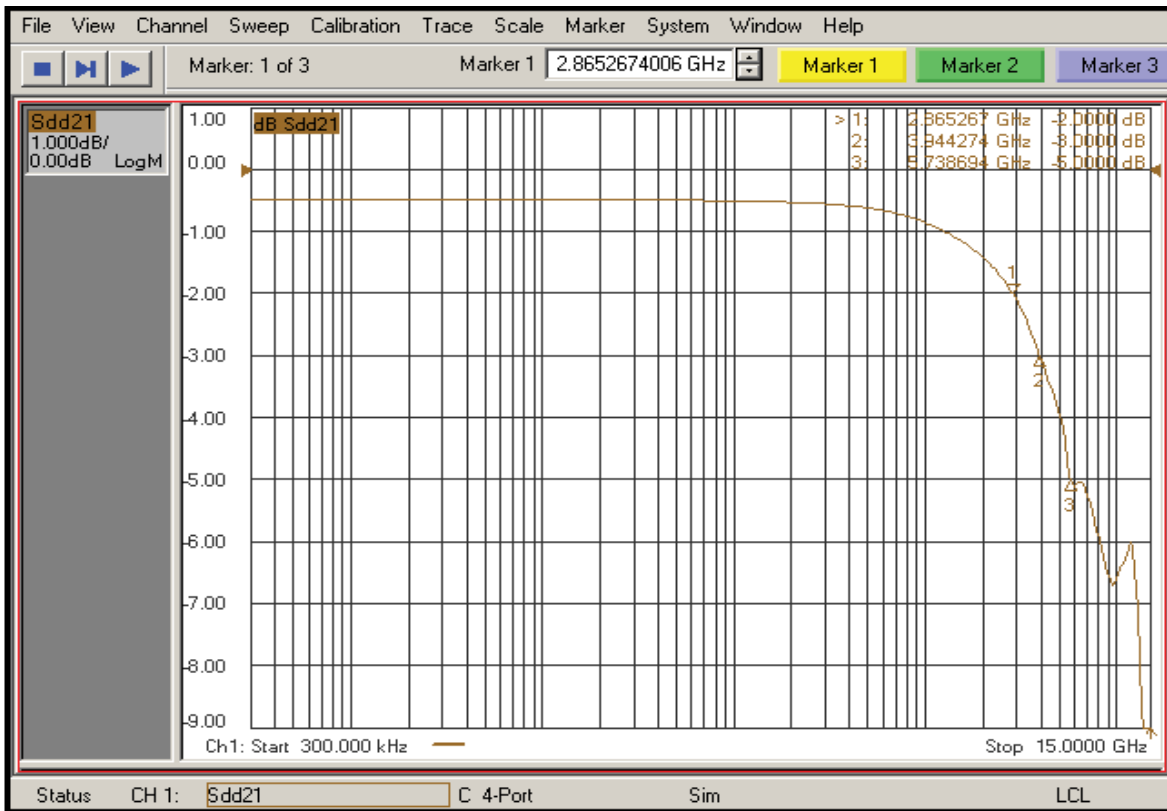 File View Channel Sweep Calibration Trace Scale Marker System Window Help
Marker: 1 of 3 Marker 1 2.8652674006 GHz Marker 1 Marker 2 Marker 3
Sdd21
1.000dB/
0.00dB LogM
dB Sdd21
> 1: 2.865267 GHz -2.0000 dB
2: 3.944274 GHz -3.0000 dB
3: 5.738694 GHz -5.0000 dB
1.00
0.00
-1.00
-2.00
-3.00
-4.00
-5.00
-6.00
-7.00
-8.00
-9.00
1
2
3
Ch1: Start 300.000 kHz Stop 15.0000 GHz
Status CH 1: Sdd21 C 4-Port Sim LCL